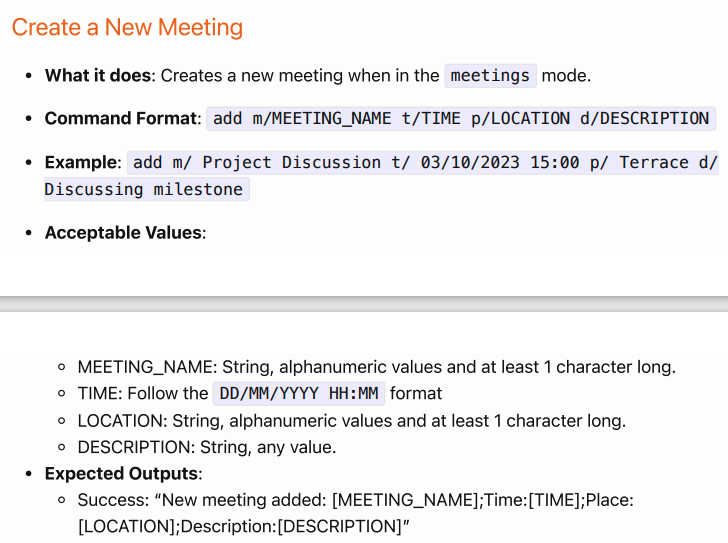 Create a New Meeting
• What it does: Creates a new meeting when in the meetings mode.
• Command Format: add m/MEETING_NAME t/TIME p/LOCATION d/DESCRIPTION
• Example: add m/ Project Discussion t/ 03/10/2023 15:00 p/ Terrace d/
Discussing milestone
• Acceptable Values:
◦ MEETING_NAME: String, alphanumeric values and at least 1 character long.
◦ TIME: Follow the DD/MM/YYYY HH:MM format
◦ LOCATION: String, alphanumeric values and at least 1 character long.
◦ DESCRIPTION: String, any value.
• Expected Outputs:
◦ Success: “New meeting added: [MEETING_NAME];Time:[TIME];Place:
[LOCATION];Description:[DESCRIPTION]”